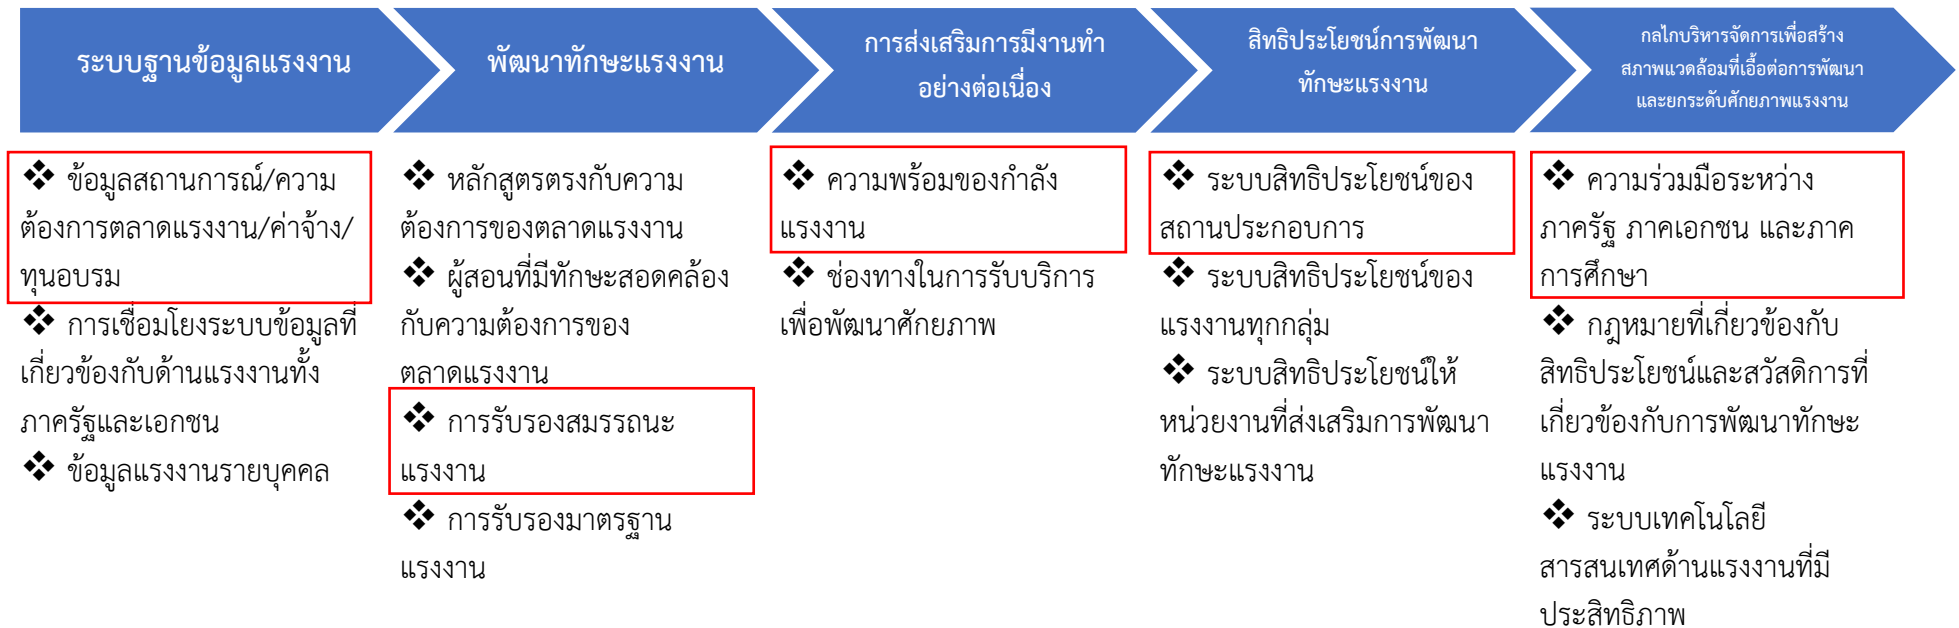 ระบบฐานข้อมูลแรงงาน
พัฒนาทักษะแรงงาน
การส่งเสริมการมีงานทำ
อย่างต่อเนื่อง
สิทธิประโยชน์การพัฒนา
ทักษะแรงงาน
กลไกบริหารจัดการเพื่อสร้าง
สภาพแวดล้อมที่เอื้อต่อการพัฒนา
และยกระดับศักยภาพแรงงาน
❖ ข้อมูลสถานการณ์/ความ
ต้องการตลาดแรงงาน/ค่าจ้าง/
ทุนอบรม
❖ การเชื่อมโยงระบบข้อมูลที่
เกี่ยวข้องกับด้านแรงงานทั้ง
ภาครัฐและเอกชน
❖ ข้อมูลแรงงานรายบุคคล
❖ หลักสูตรตรงกับความ
ต้องการของตลาดแรงงาน
❖ ผู้สอนที่มีทักษะสอดคล้อง
กับความต้องการของ
ตลาดแรงงาน
❖ การรับรองสมรรถนะ
แรงงาน
❖ การรับรองมาตรฐาน
แรงงาน
❖ ความพร้อมของกำลัง
แรงงาน
❖ ช่องทางในการรับบริการ
เพื่อพัฒนาศักยภาพ
❖ ระบบสิทธิประโยชน์ของ
สถานประกอบการ
❖ ระบบสิทธิประโยชน์ของ
แรงงานทุกกลุ่ม
❖ ระบบสิทธิประโยชน์ให้
หน่วยงานที่ส่งเสริมการพัฒนา
ทักษะแรงงาน
❖ ความร่วมมือระหว่าง
ภาครัฐ ภาคเอกชน และภาค
การศึกษา
❖ กฎหมายที่เกี่ยวข้องกับ
สิทธิประโยชน์และสวัสดิการที่
เกี่ยวข้องกับการพัฒนาทักษะ
แรงงาน
❖ ระบบเทคโนโลยี
สารสนเทศด้านแรงงานที่มี
ประสิทธิภาพ